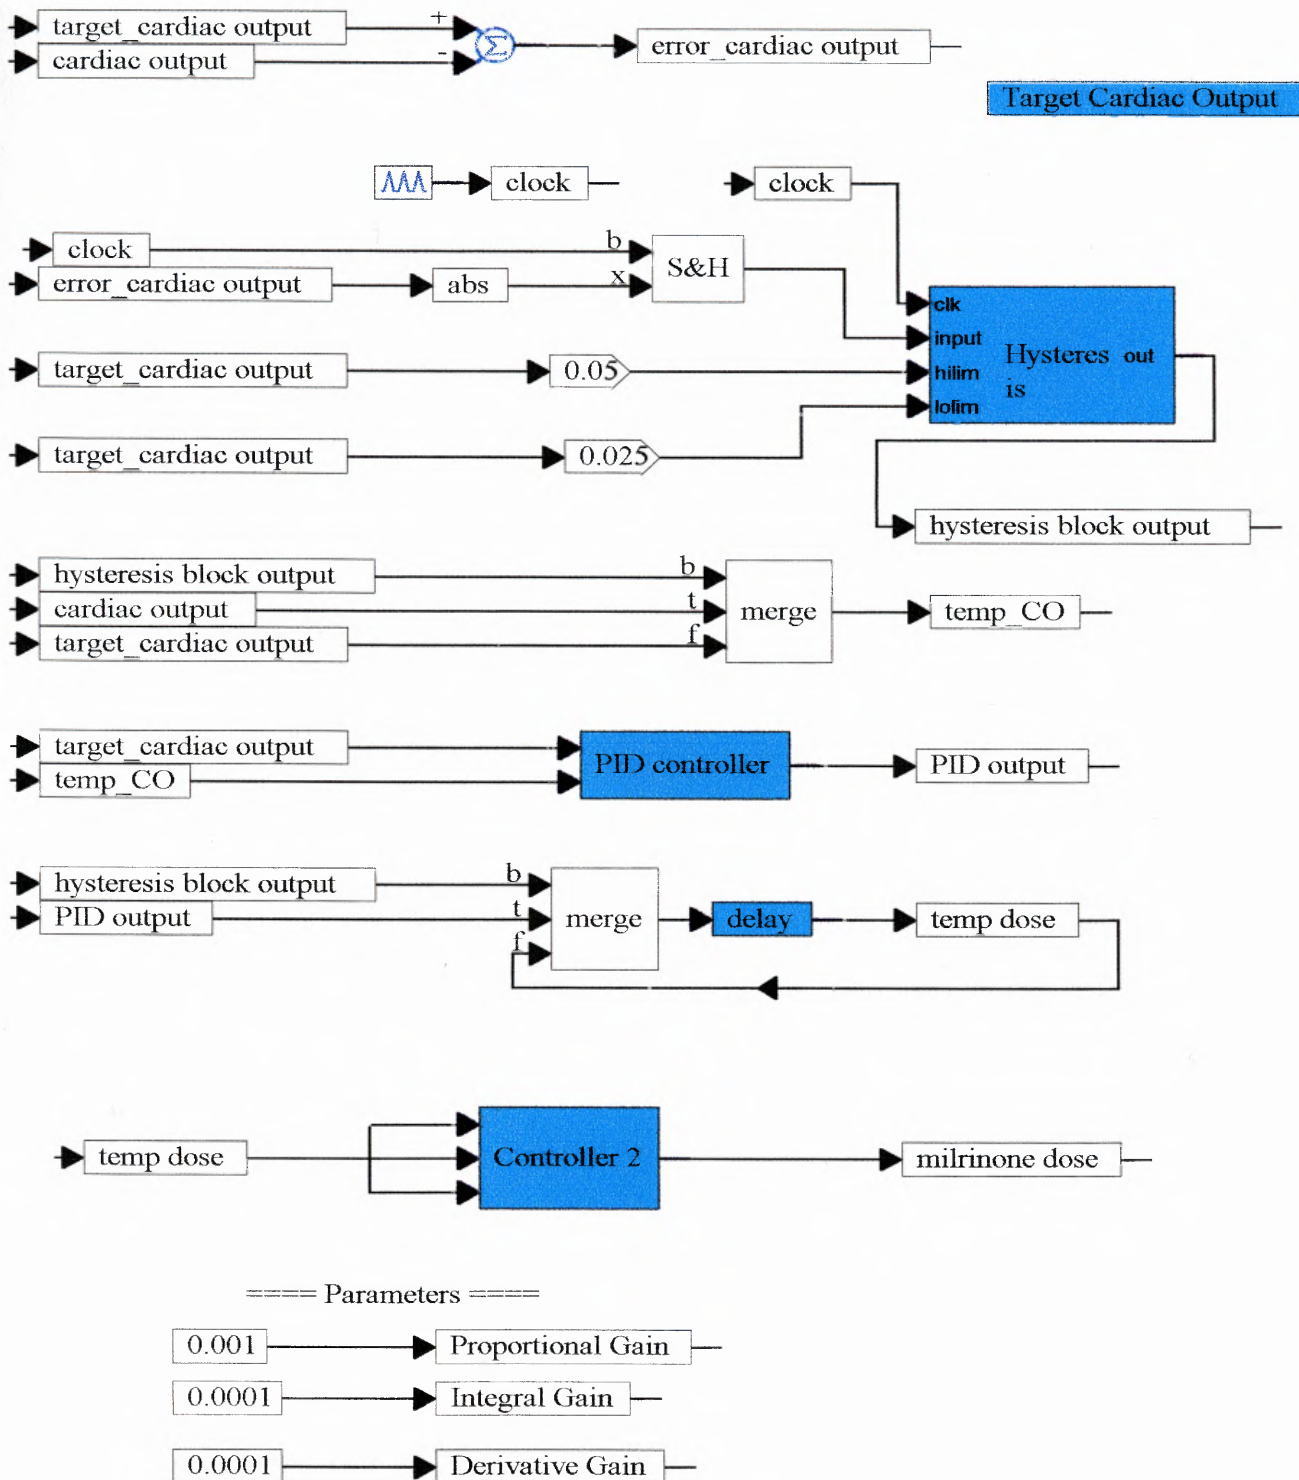 target_cardiac output
+
cardiac output
-
Σ
error_cardiac output
Target Cardiac Output
clock
clock
clock
b
error_cardiac output
abs
x
S&H
target_cardiac output
0.05
target_cardiac output
0.025
clk
input
hilim
lolim
Hysteres
is
out
hysteresis block output
hysteresis block output
b
cardiac output
t
target_cardiac output
f
merge
temp_CO
target_cardiac output
temp_CO
PID controller
PID output
hysteresis block output
b
PID output
t
f
merge
delay
temp dose
temp dose
Controller 2
milrinone dose
==== Parameters ====
0.001
Proportional Gain
0.0001
Integral Gain
0.0001
Derivative Gain